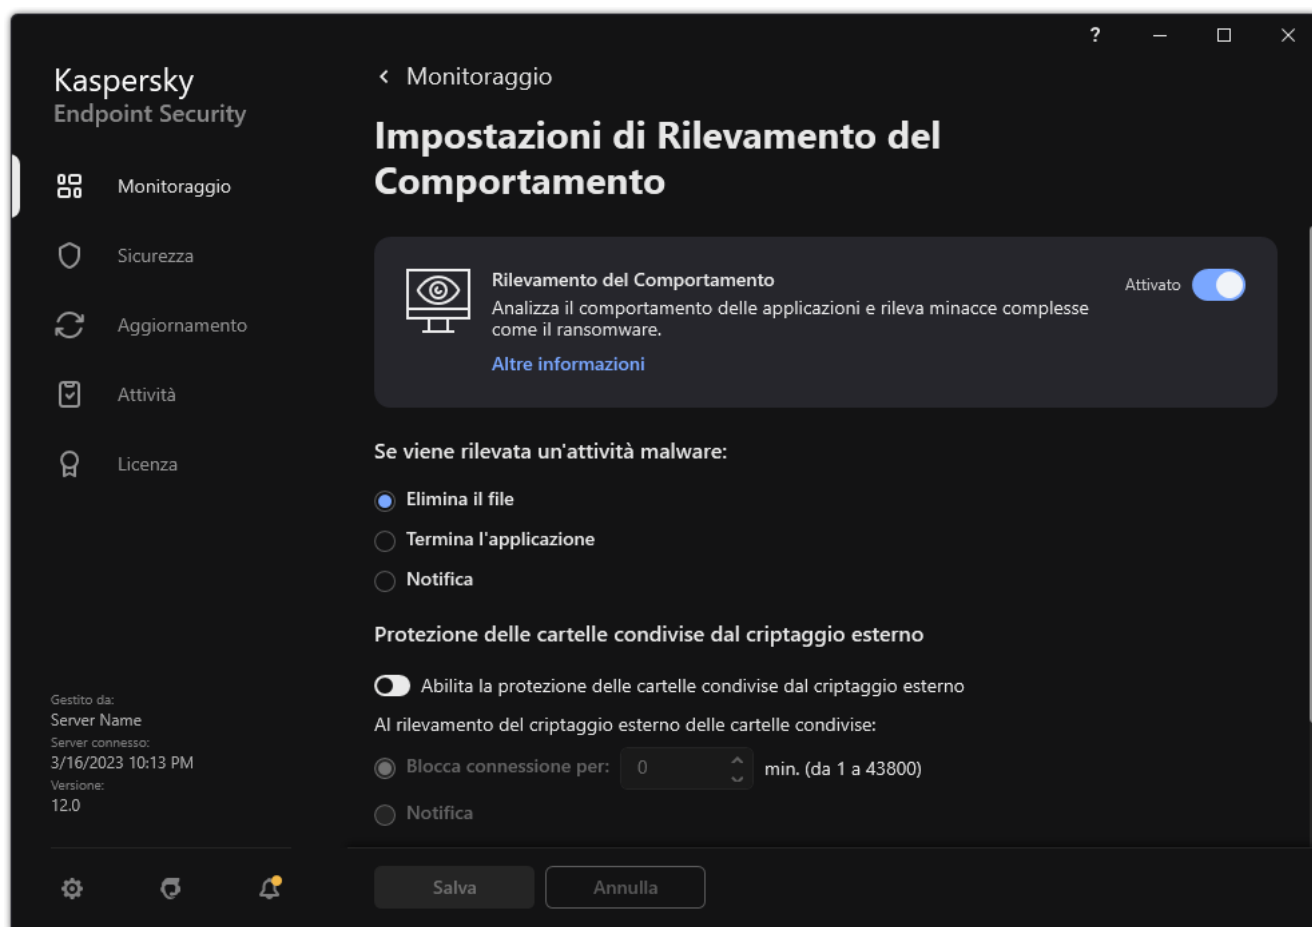 ?
Kaspersky
Endpoint Security
Monitoraggio
Sicurezza
Aggiornamento
Attività
Licenza
Gestito da:
Server Name
Server connesso:
3/16/2023 10:13 PM
Versione:
12.0
Monitoraggio
Impostazioni di Rilevamento del
Comportamento
Rilevamento del Comportamento
Attivato
Analizza il comportamento delle applicazioni e rileva minacce complesse
come il ransomware.
Altre informazioni
Se viene rilevata un'attività malware:
Elimina il file
Termina l'applicazione
Notifica
Protezione delle cartelle condivise dal criptaggio esterno
Abilita la protezione delle cartelle condivise dal criptaggio esterno
Al rilevamento del criptaggio esterno delle cartelle condivise:
Blocca connessione per: 0 min. (da 1 a 43800)
Notifica
Salva
Annulla